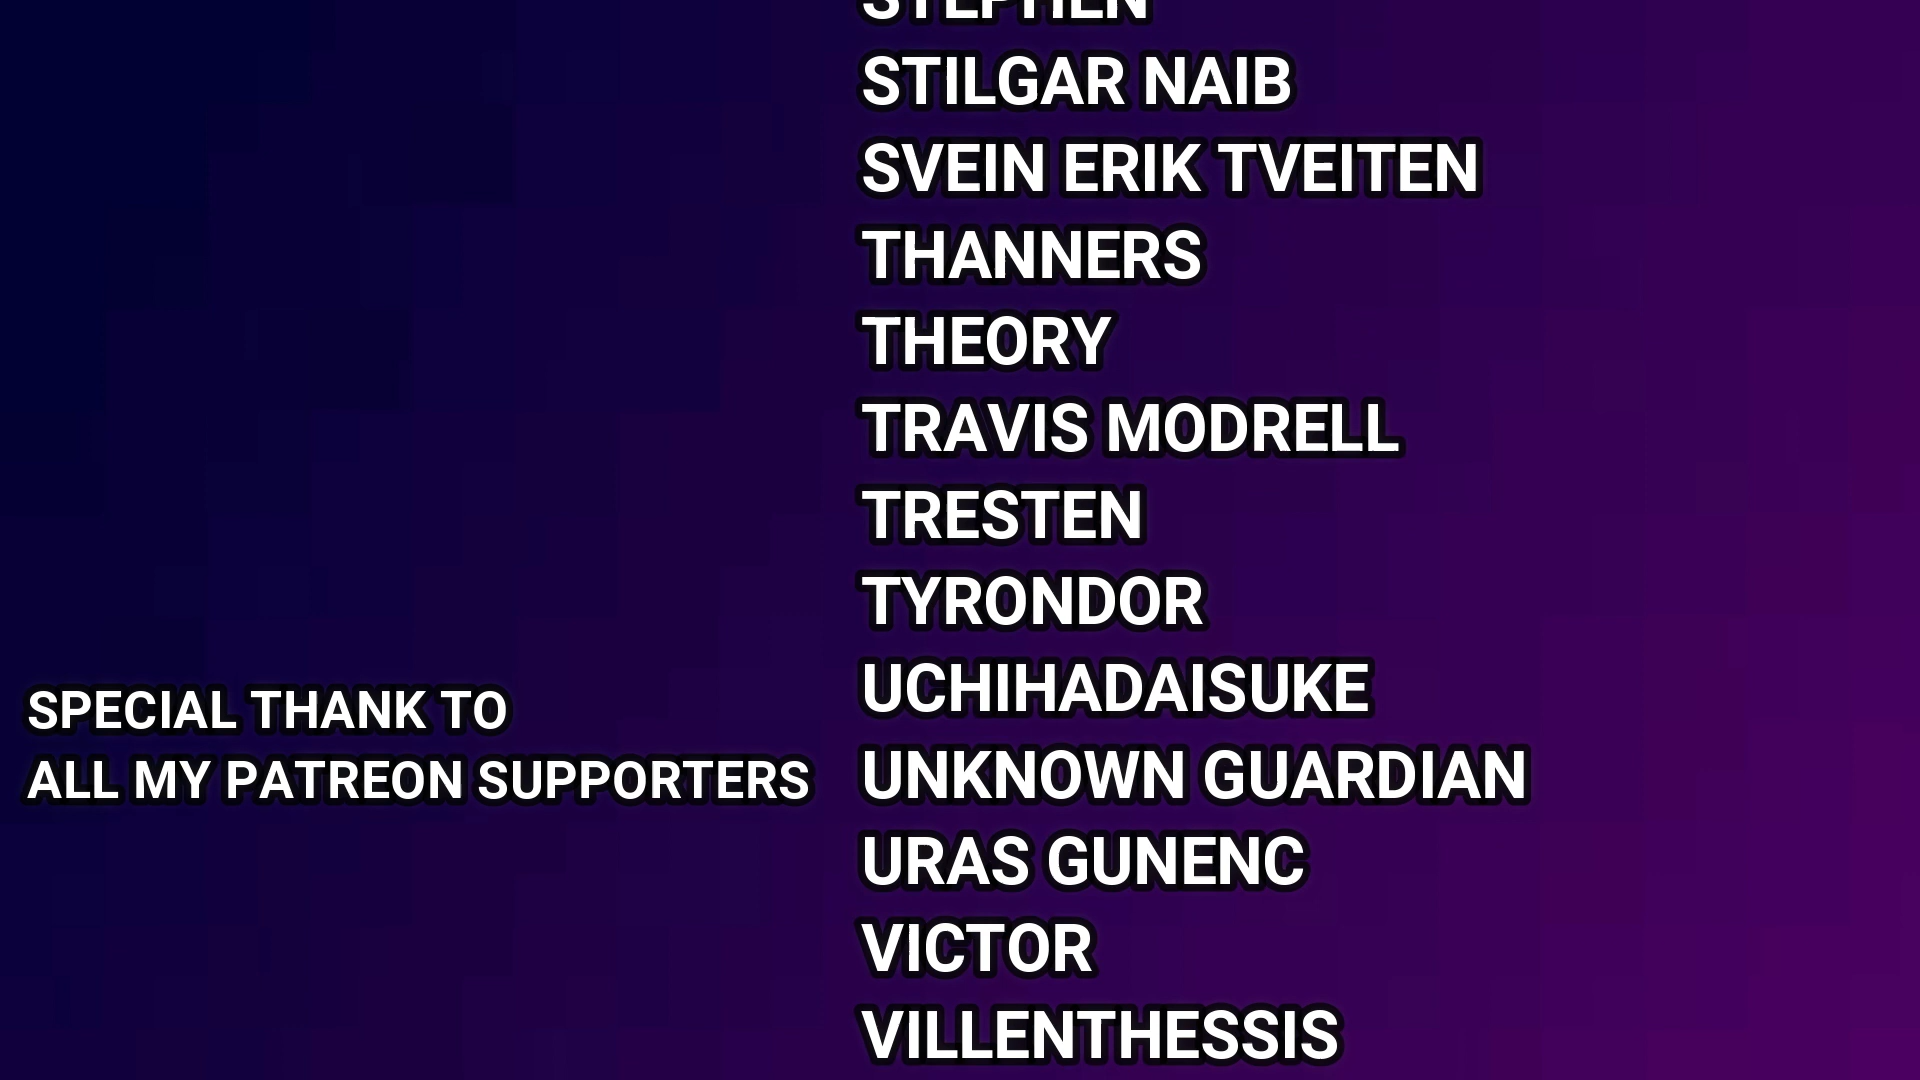 STEPHEN
STILGAR NAIB
SVEIN ERIK TVEITEN
THANNERS
THEORY
TRAVIS MODRELL
TRESTEN
TYRONDOR
UCHIHADAISUKE
UNKNOWN GUARDIAN
URAS GUNENC
VICTOR
VILLENTHESSIS
SPECIAL THANK TO
ALL MY PATREON SUPPORTERS